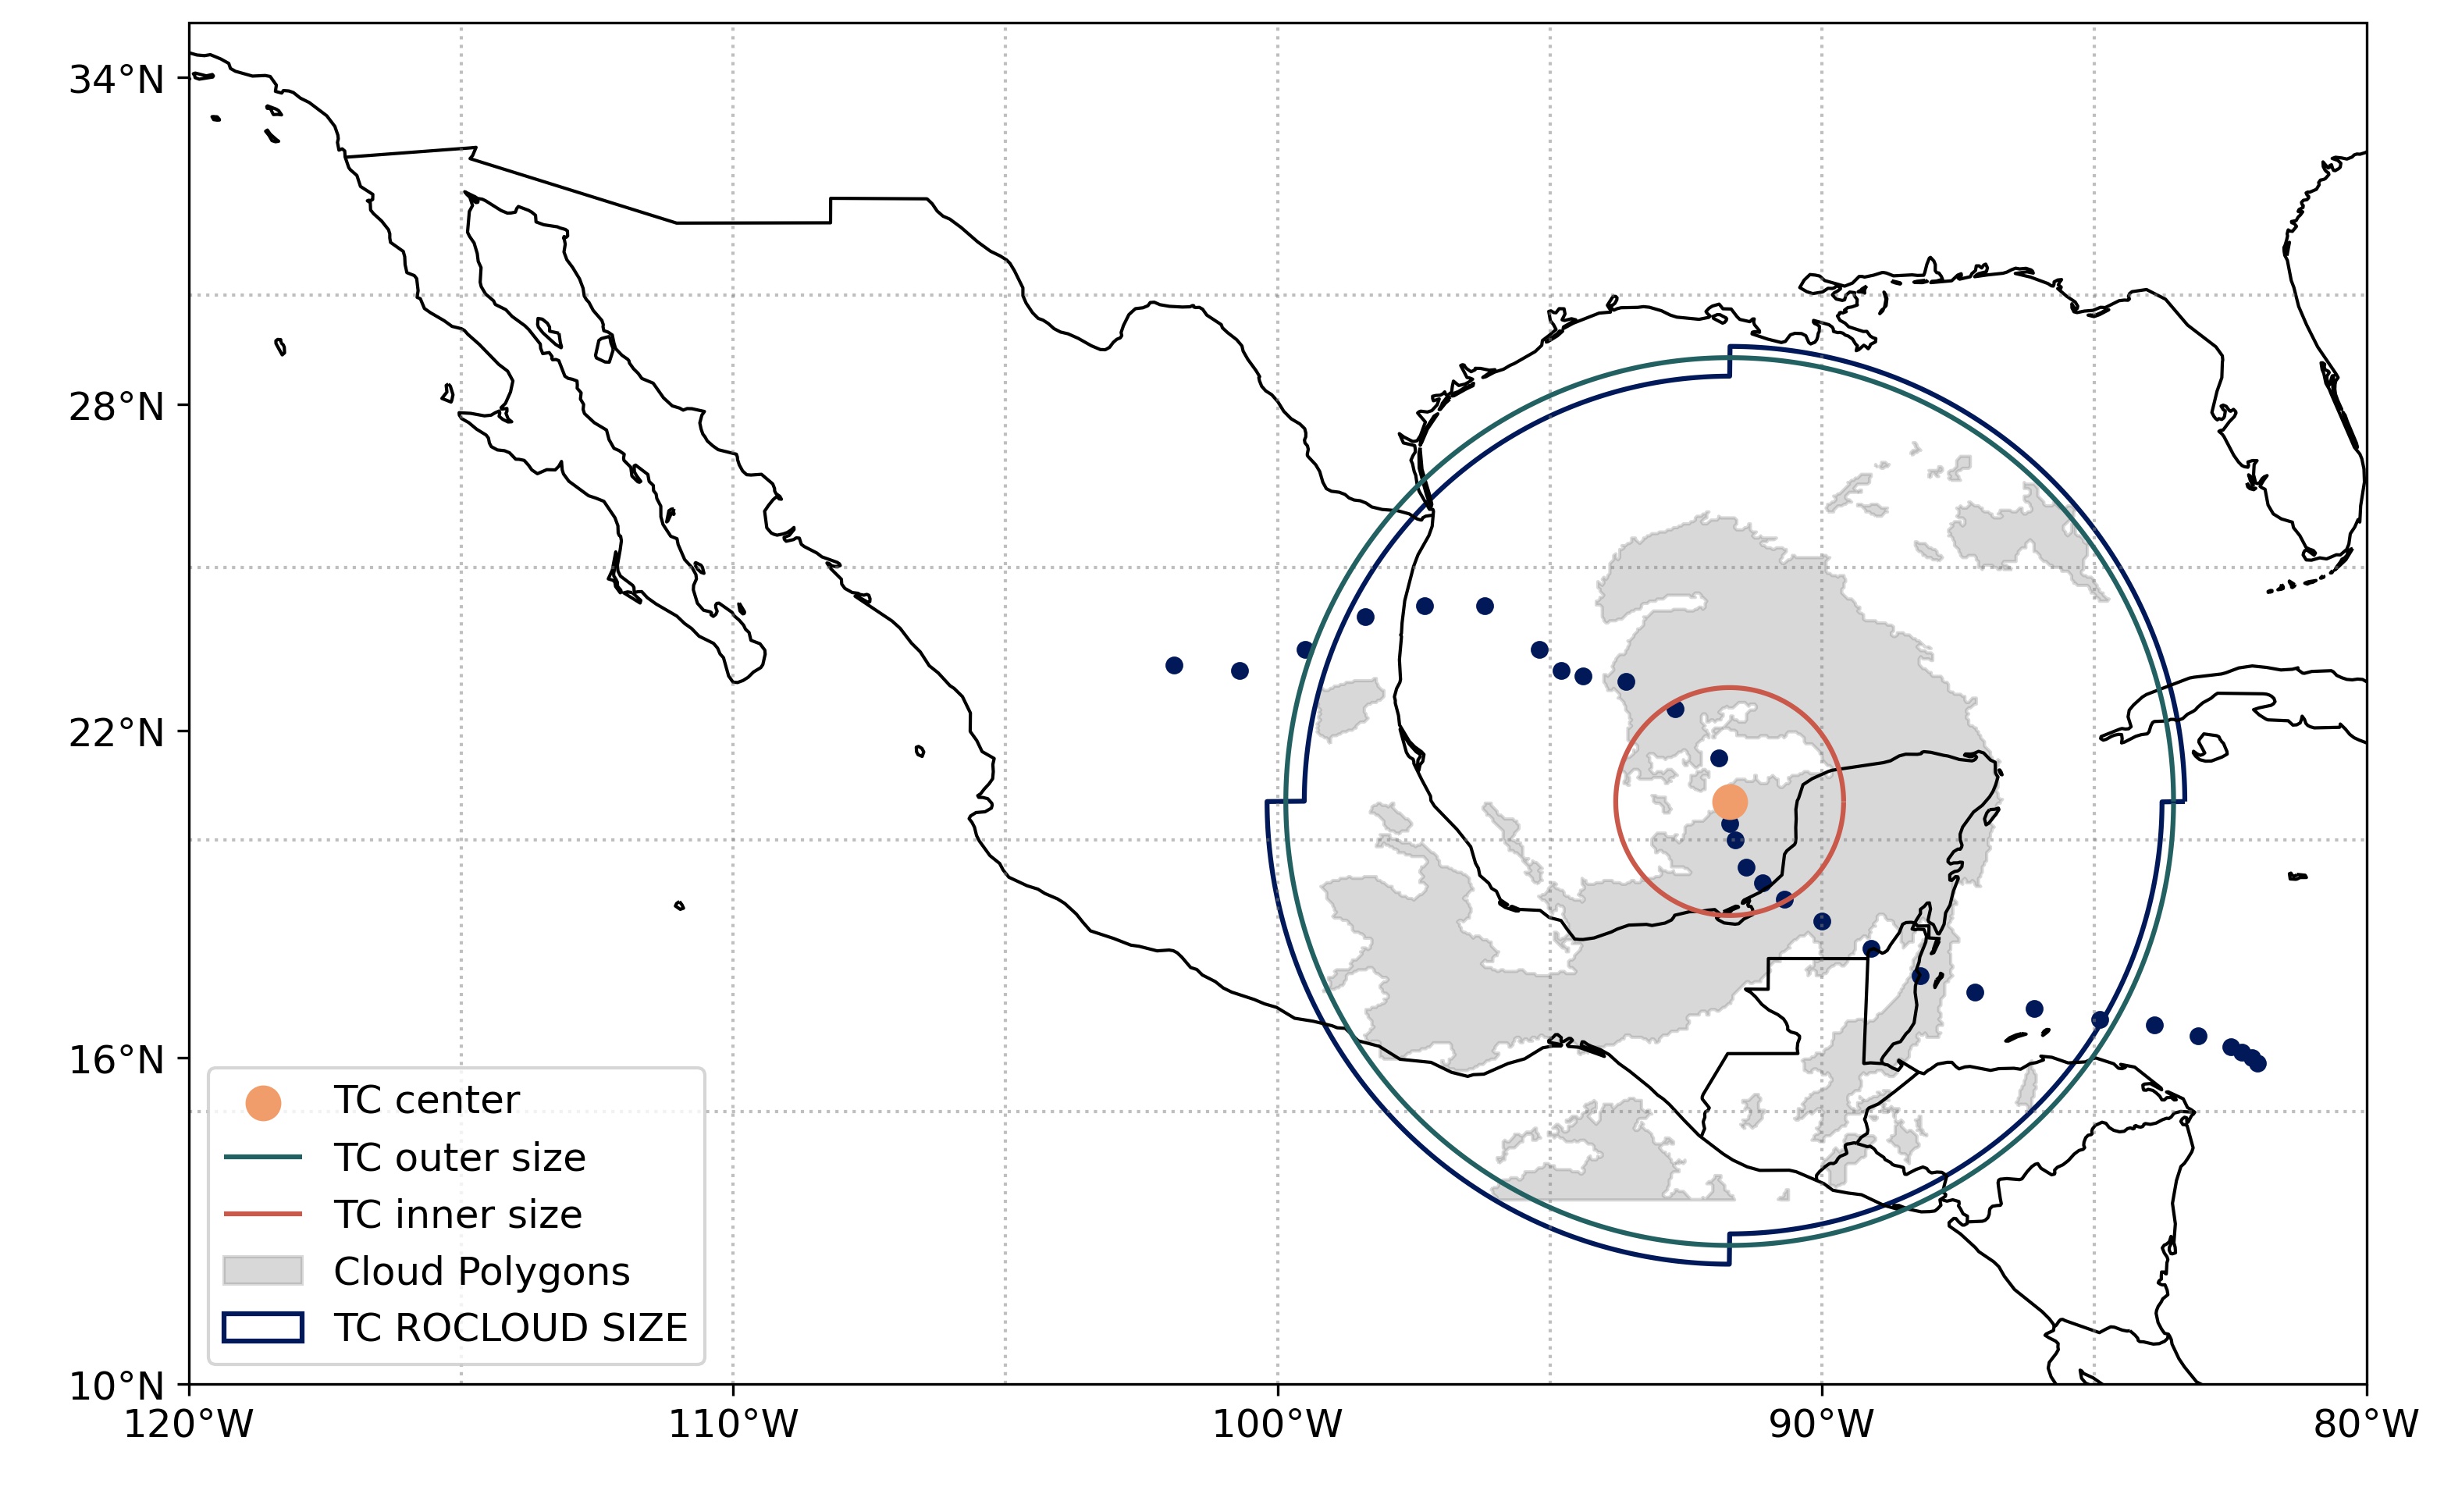 34°N
28°N
22°N
16°N
10°N
TC center
TC outer size
TC inner size
Cloud Polygons
TC ROCLOUD SIZE
120°W 110°W 100°W 90°W 80°W